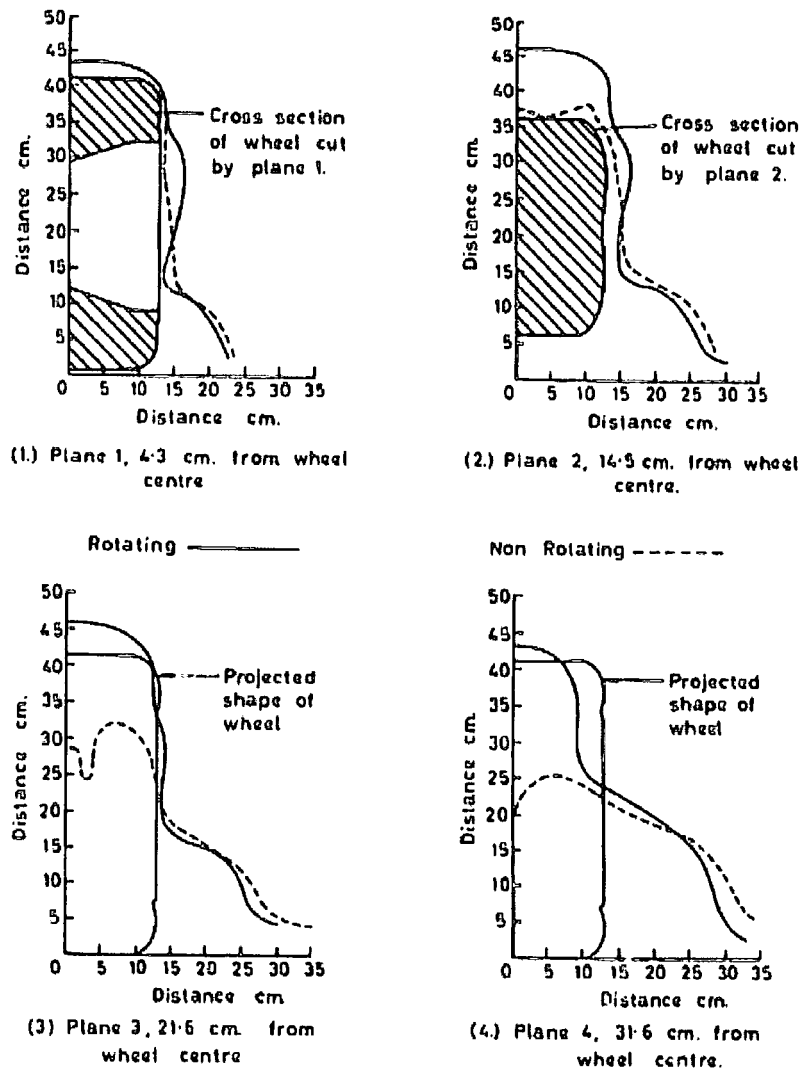 50
45
40
35
30
25
20
15
10
5
0 5 10 15 20 25 30 35
Distance cm.
Distance cm.
Cross section
of wheel cut
by plane 1.
(1.) Plane 1, 4·3 cm. from wheel
centre
50
45
40
35
30
25
20
15
10
5
0 5 10 15 20 25 30 35
Distance cm.
Distance cm.
Cross section
of wheel cut
by plane 2.
(2.) Plane 2, 14·5 cm. from wheel
centre.
Rotating
Non Rotating
50
45
40
35
30
25
20
15
10
5
0 5 10 15 20 25 30 35
Distance cm.
Distance cm
Projected
shape of
wheel
(3) Plane 3, 21·6 cm. from
wheel centre
50
45
40
35
30
25
20
15
10
5
0 5 10 15 20 25 30 35
Distance cm.
Distance cm.
Projected
shape of
wheel
(4.) Plane 4, 31·6 cm. from
wheel centre.